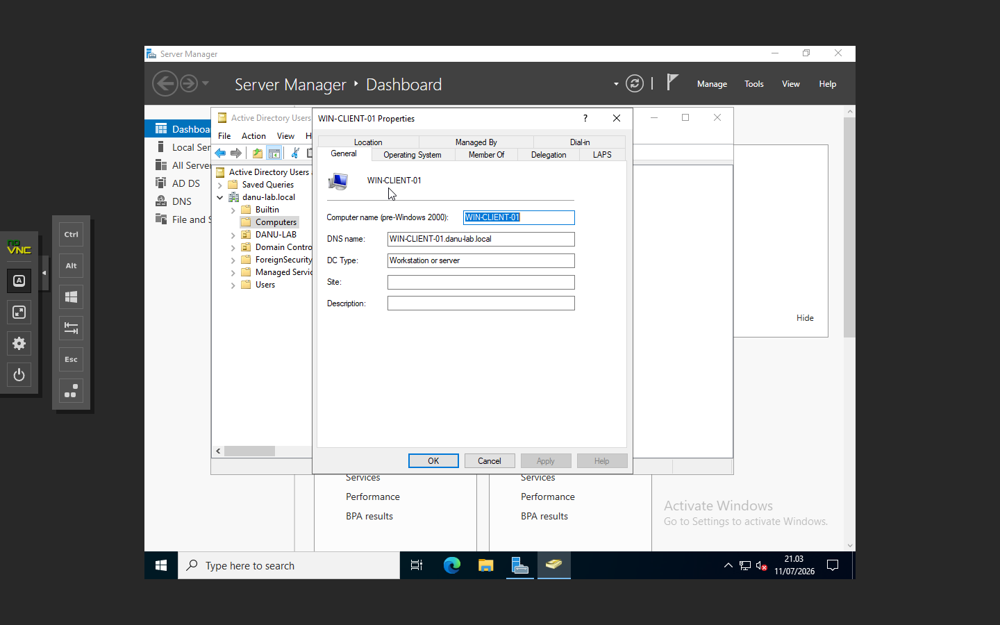 Server Manager
Server Manager
Dashboard
Manage
Tools
View
Help
Dashboa
Local Ser
All Server
AD DS
DNS
File and S
Active Directory Users
File
Action
View
H
Active Directory Users
Saved Queries
danu-lab.local
Builtin
Computers
DANU-LAB
Domain Contro
ForeignSecurity
Managed Servic
Users
WIN-CLIENT-01 Properties
?
Location
Managed By
Dial-in
General
Operating System
Member Of
Delegation
LAPS
WIN-CLIENT-01
Computer name (pre-Windows 2000):
WIN-CLIENT-01
DNS name:
WIN-CLIENT-01.danu-lab.local
DC Type:
Workstation or server
Site:
Description:
OK
Cancel
Apply
Help
Hide
Services
Performance
BPA results
Services
Performance
BPA results
Activate Windows
Go to Settings to activate Windows.
Type here to search
21.03
11/07/2026
no
VNC
A
Ctrl
Alt
Esc